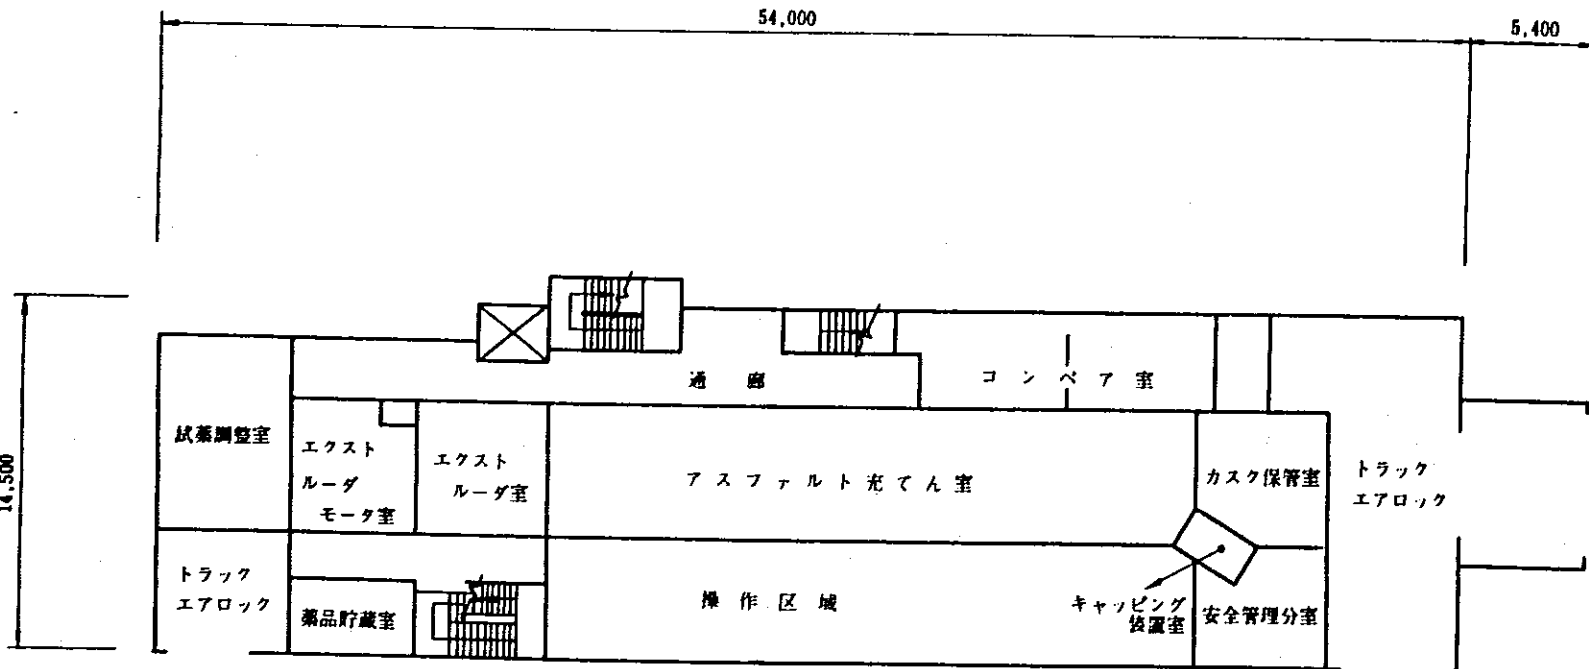 54,000
5,400
14,500
通廊
コンベア室
試薬調整室
エクスト
ルーダ
モータ室
エクスト
ルーダ室
アスファルト充てん室
カスク保管室
トラック
エアロック
トラック
エアロック
薬品貯蔵室
操作区域
キャッピング
装置室
安全管理分室